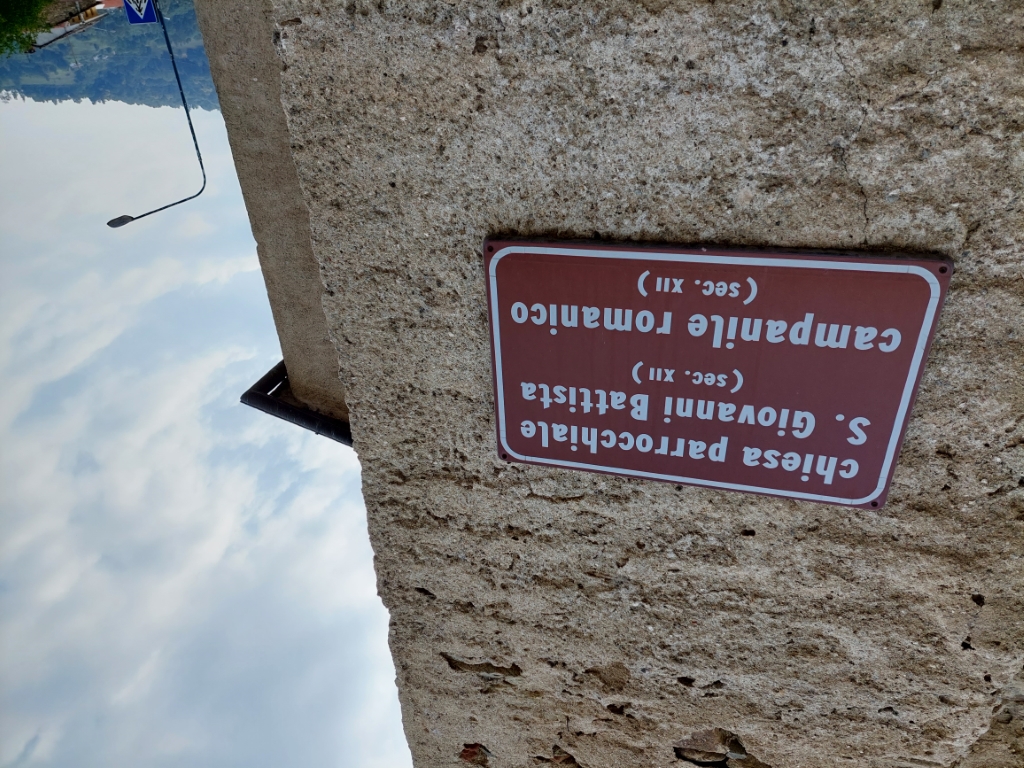 chiesa parrocchiale
S. Giovanni Battista
(sec. XII)
campanile romanico
(sec. XII)